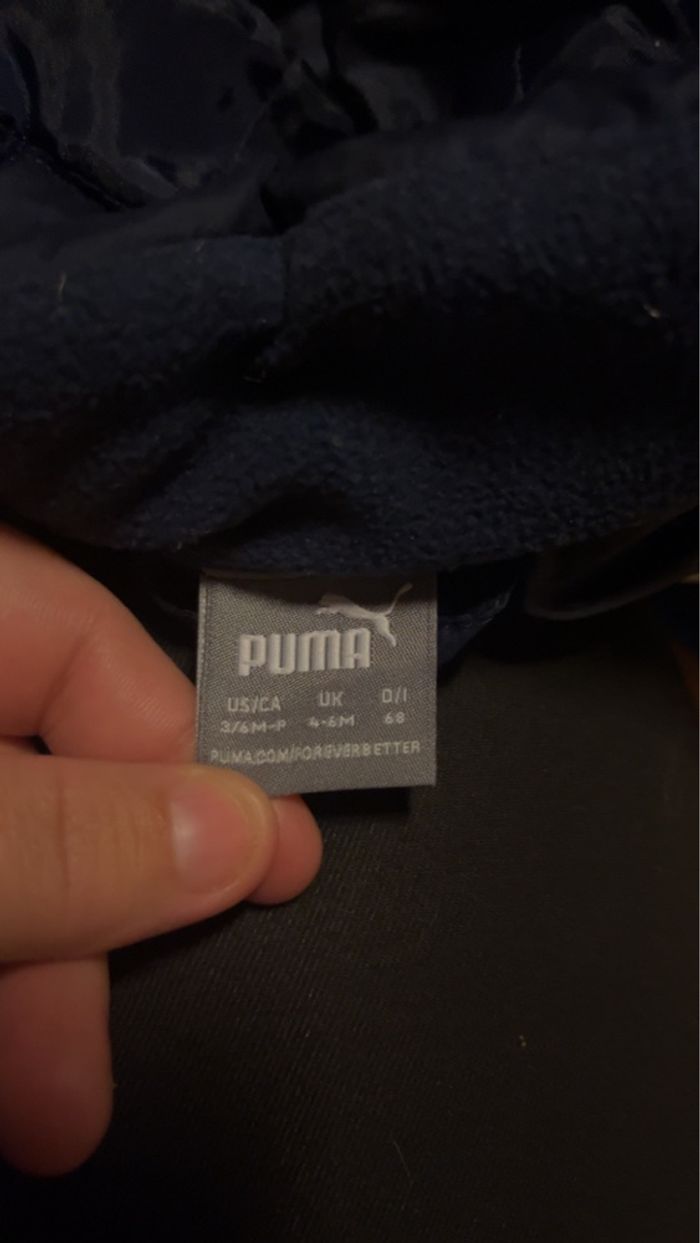 PUMA
US/CA UK D/I
3/6M-P 4-6M 68
PUMA.COM/FOREVERBETTER